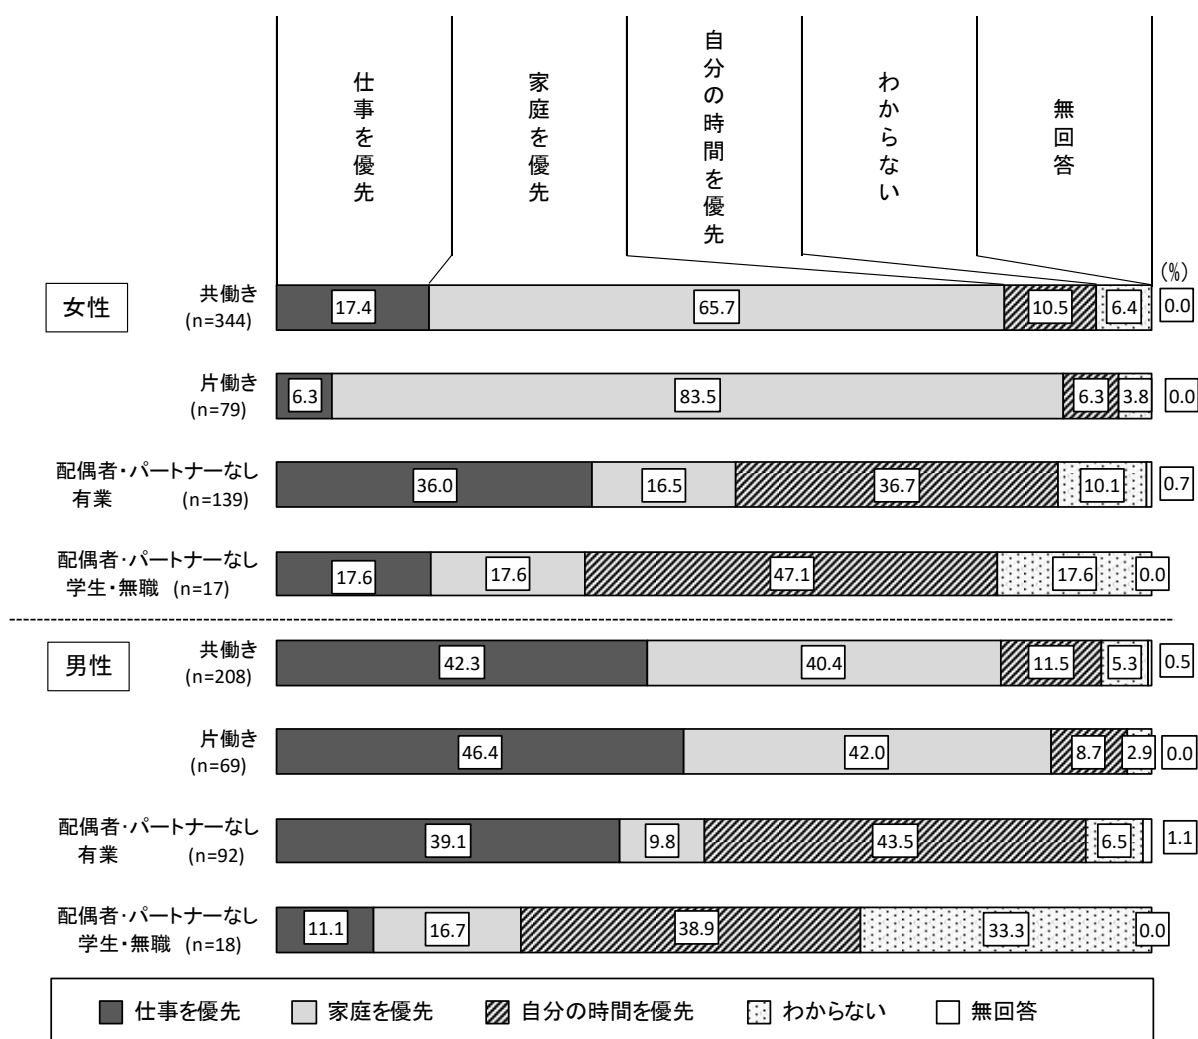 仕事を優先
家庭を優先
自分の時間を優先
わからない
無回答
(%)
女性
共働き
(n=344)
17.4
65.7
10.5
6.4
0.0
片働き
(n=79)
6.3
83.5
6.3
3.8
0.0
配偶者・パートナーなし
有業 (n=139)
36.0
16.5
36.7
10.1
0.7
配偶者・パートナーなし
学生・無職 (n=17)
17.6
17.6
47.1
17.6
0.0
男性
共働き
(n=208)
42.3
40.4
11.5
5.3
0.5
片働き
(n=69)
46.4
42.0
8.7
2.9
0.0
配偶者・パートナーなし
有業 (n=92)
39.1
9.8
43.5
6.5
1.1
配偶者・パートナーなし
学生・無職 (n=18)
11.1
16.7
38.9
33.3
0.0
仕事を優先 家庭を優先 自分の時間を優先 わからない 無回答